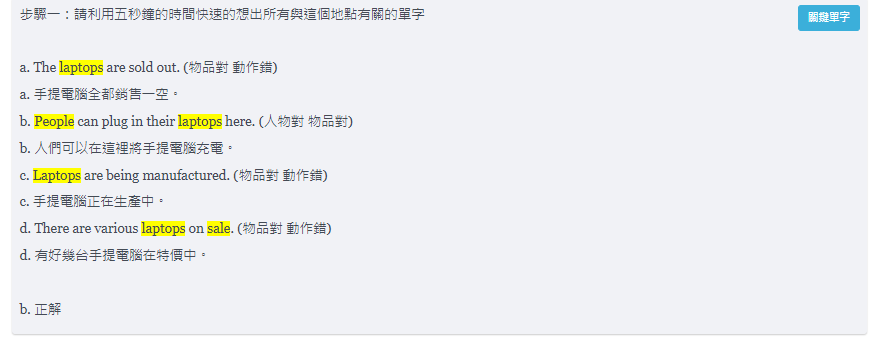 步驟一：請利用五秒鐘的時間快速的想出所有與這個地點有關的單字
關鍵單字
a. The laptops are sold out. (物品對 動作錯)
a. 手提電腦全都銷售一空。
b. People can plug in their laptops here. (人物對 物品對)
b. 人們可以在這裡將手提電腦充電。
c. Laptops are being manufactured. (物品對 動作錯)
c. 手提電腦正在生產中。
d. There are various laptops on sale. (物品對 動作錯)
d. 有好幾台手提電腦在特價中。
b. 正解